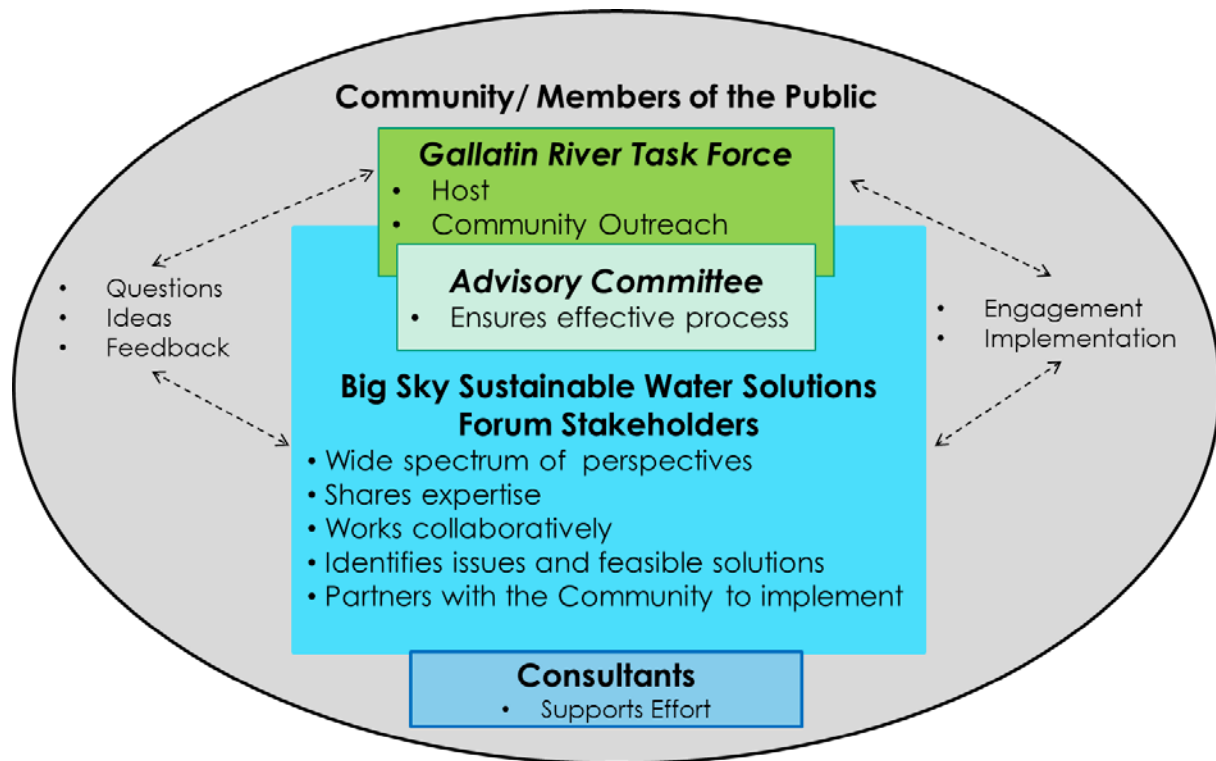 Community/ Members of the Public
Gallatin River Task Force
• Host
• Community Outreach
Advisory Committee
• Ensures effective process
• Questions
• Ideas
• Feedback
• Engagement
• Implementation
Big Sky Sustainable Water Solutions
Forum Stakeholders
• Wide spectrum of perspectives
• Shares expertise
• Works collaboratively
• Identifies issues and feasible solutions
• Partners with the Community to implement
Consultants
• Supports Effort